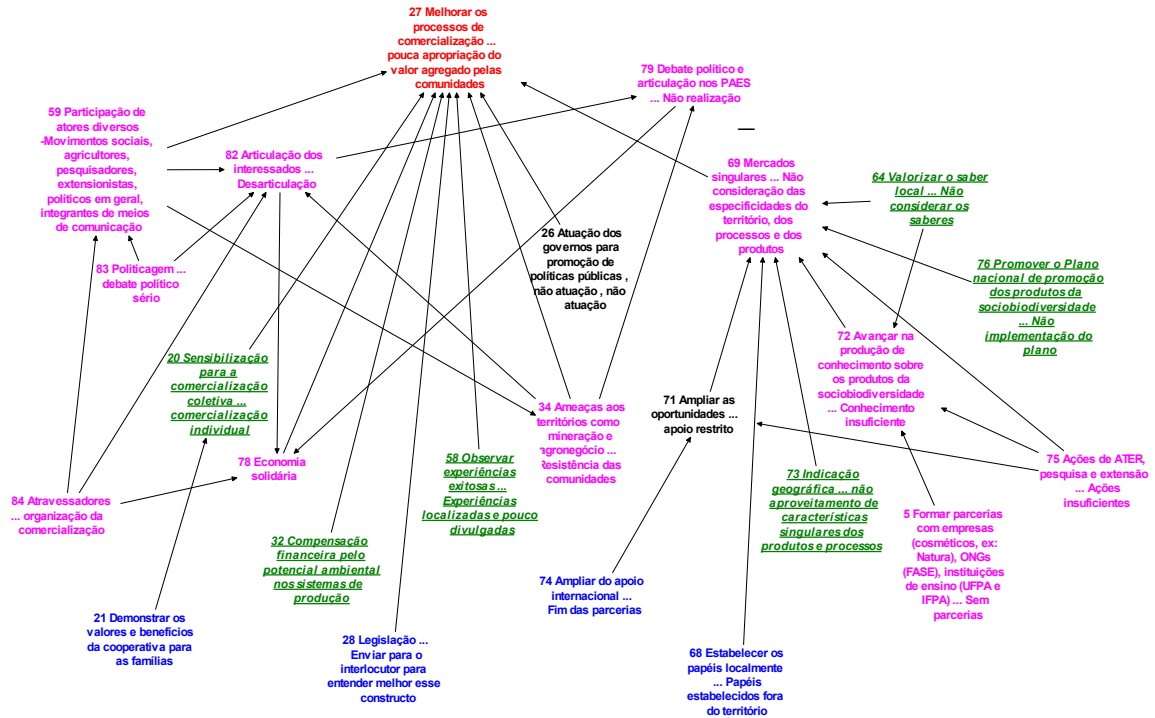 27 Melhorar os
processos de
comercialização ...
pouca apropriação do
valor agregado pelas
comunidades
79 Debate político e
articulação nos PAES
... Não realização
59 Participação de
atores diversos
-Movimentos sociais,
agricultores,
pesquisadores,
extensionistas,
políticos em geral,
integrantes de meios
de comunicação
82 Articulação dos
interessados ...
Desarticulação
69 Mercados
singulares ... Não
consideração das
especificidades do
território, dos
processos e dos
produtos
64 Valorizar o saber
local ... Não
considerar os
saberes
26 Atuação dos
governos para
promoção de
políticas públicas ,
não atuação , não
atuação
83 Politicagem ...
debate político
sério
76 Promover o Plano
nacional de promoção
dos produtos da
sociobiodiversidade
... Não
implementação do
plano
72 Avançar na
produção de
conhecimento sobre
os produtos da
sociobiodiversidade
... Conhecimento
insuficiente
20 Sensibilização
para a
comercialização
coletiva ...
comercialização
individual
34 Ameaças aos
territórios como
mineração e
agronegócio ...
Resistência das
comunidades
71 Ampliar as
oportunidades ...
apoio restrito
78 Economia
solidária
58 Observar
experiências
exitosas ...
Experiências
localizadas e pouco
divulgadas
75 Ações de ATER,
pesquisa e extensão
... Ações
insuficientes
73 Indicação
geográfica ... não
aproveitamento de
características
singulares dos
produtos e processos
84 Atravessadores
... organização da
comercialização
5 Formar parcerias
com empresas
(cosméticos, ex:
Natura), ONGs
(FASE), instituições
de ensino (UFPA e
IFPA) ... Sem
parcerias
32 Compensação
financeira pelo
potencial ambiental
nos sistemas de
produção
74 Ampliar do apoio
internacional ...
Fim das parcerias
21 Demonstrar os
valores e benefícios
da cooperativa para
as famílias
28 Legislação ...
Enviar para o
interlocutor para
entender melhor esse
constructo
68 Estabelecer os
papéis localmente
... Papéis
estabelecidos fora
do território